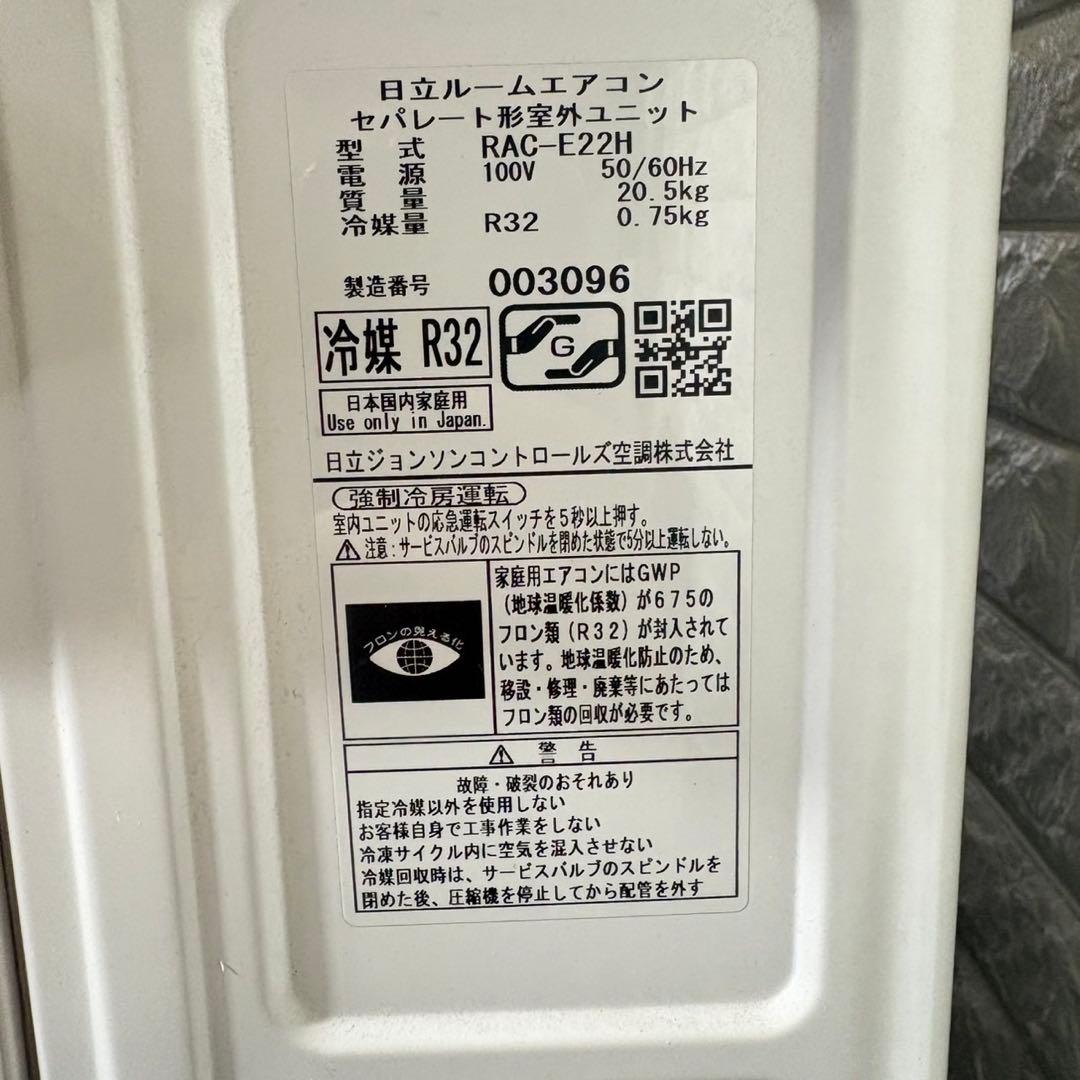 日立ルームエアコン
セパレート形室外ユニット
型 式 RAC-E22H
電 源 100V 50/60Hz
質 量 20.5kg
冷媒量 R32 0.75kg
製造番号 003096
冷媒 R32
G
日本国内家庭用
Use only in Japan.
日立ジョンソンコントロールズ空調株式会社
強制冷房運転
室内ユニットの応急運転スイッチを5秒以上押す。
注意:サービスバルブのスピンドルを閉めた状態で5分以上運転しない。
フロンの見える化
家庭用エアコンにはGWP
(地球温暖化係数)が675の
フロン類(R32)が封入されて
います。地球温暖化防止のため、
移設・修理・廃棄等にあたっては
フロン類の回収が必要です。
警 告
故障・破裂のおそれあり
指定冷媒以外を使用しない
お客様自身で工事作業をしない
冷凍サイクル内に空気を混入させない
冷媒回収時は、サービスバルブのスピンドルを
閉めた後、圧縮機を停止してから配管を外す